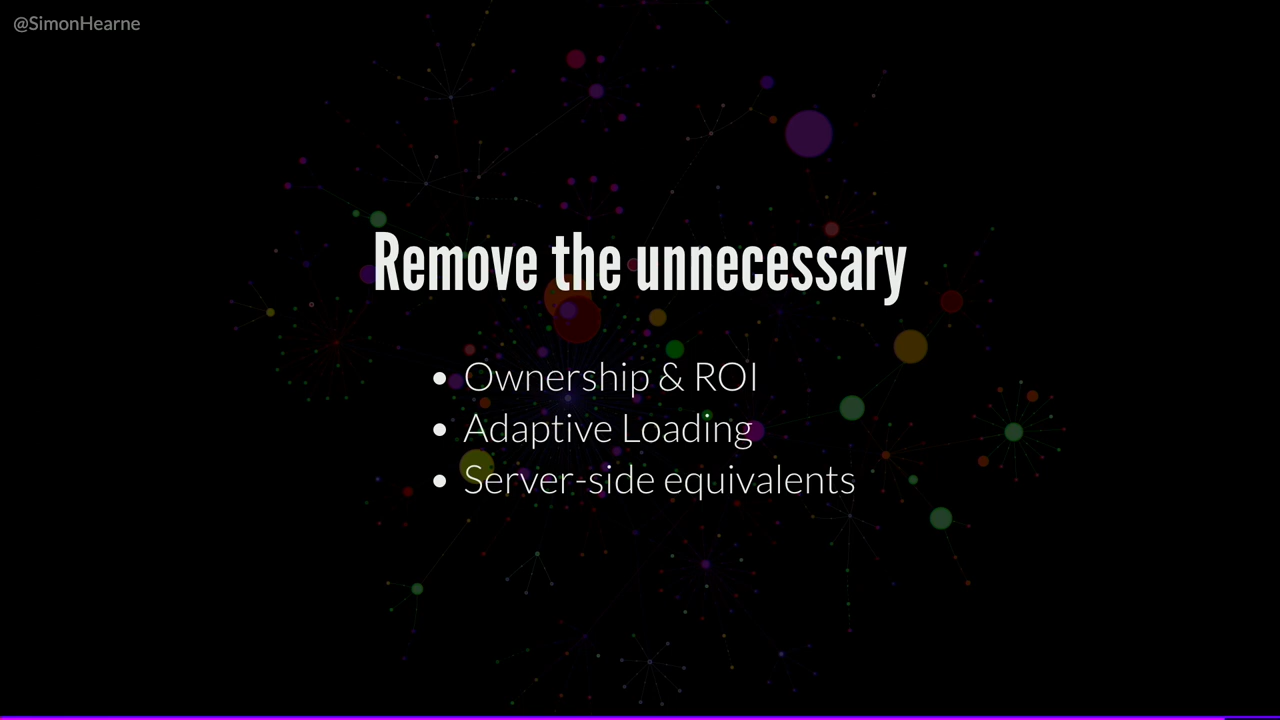 @SimonHearne
Remove the unnecessary
• Ownership & ROI
• Adaptive Loading
• Server-side equivalents